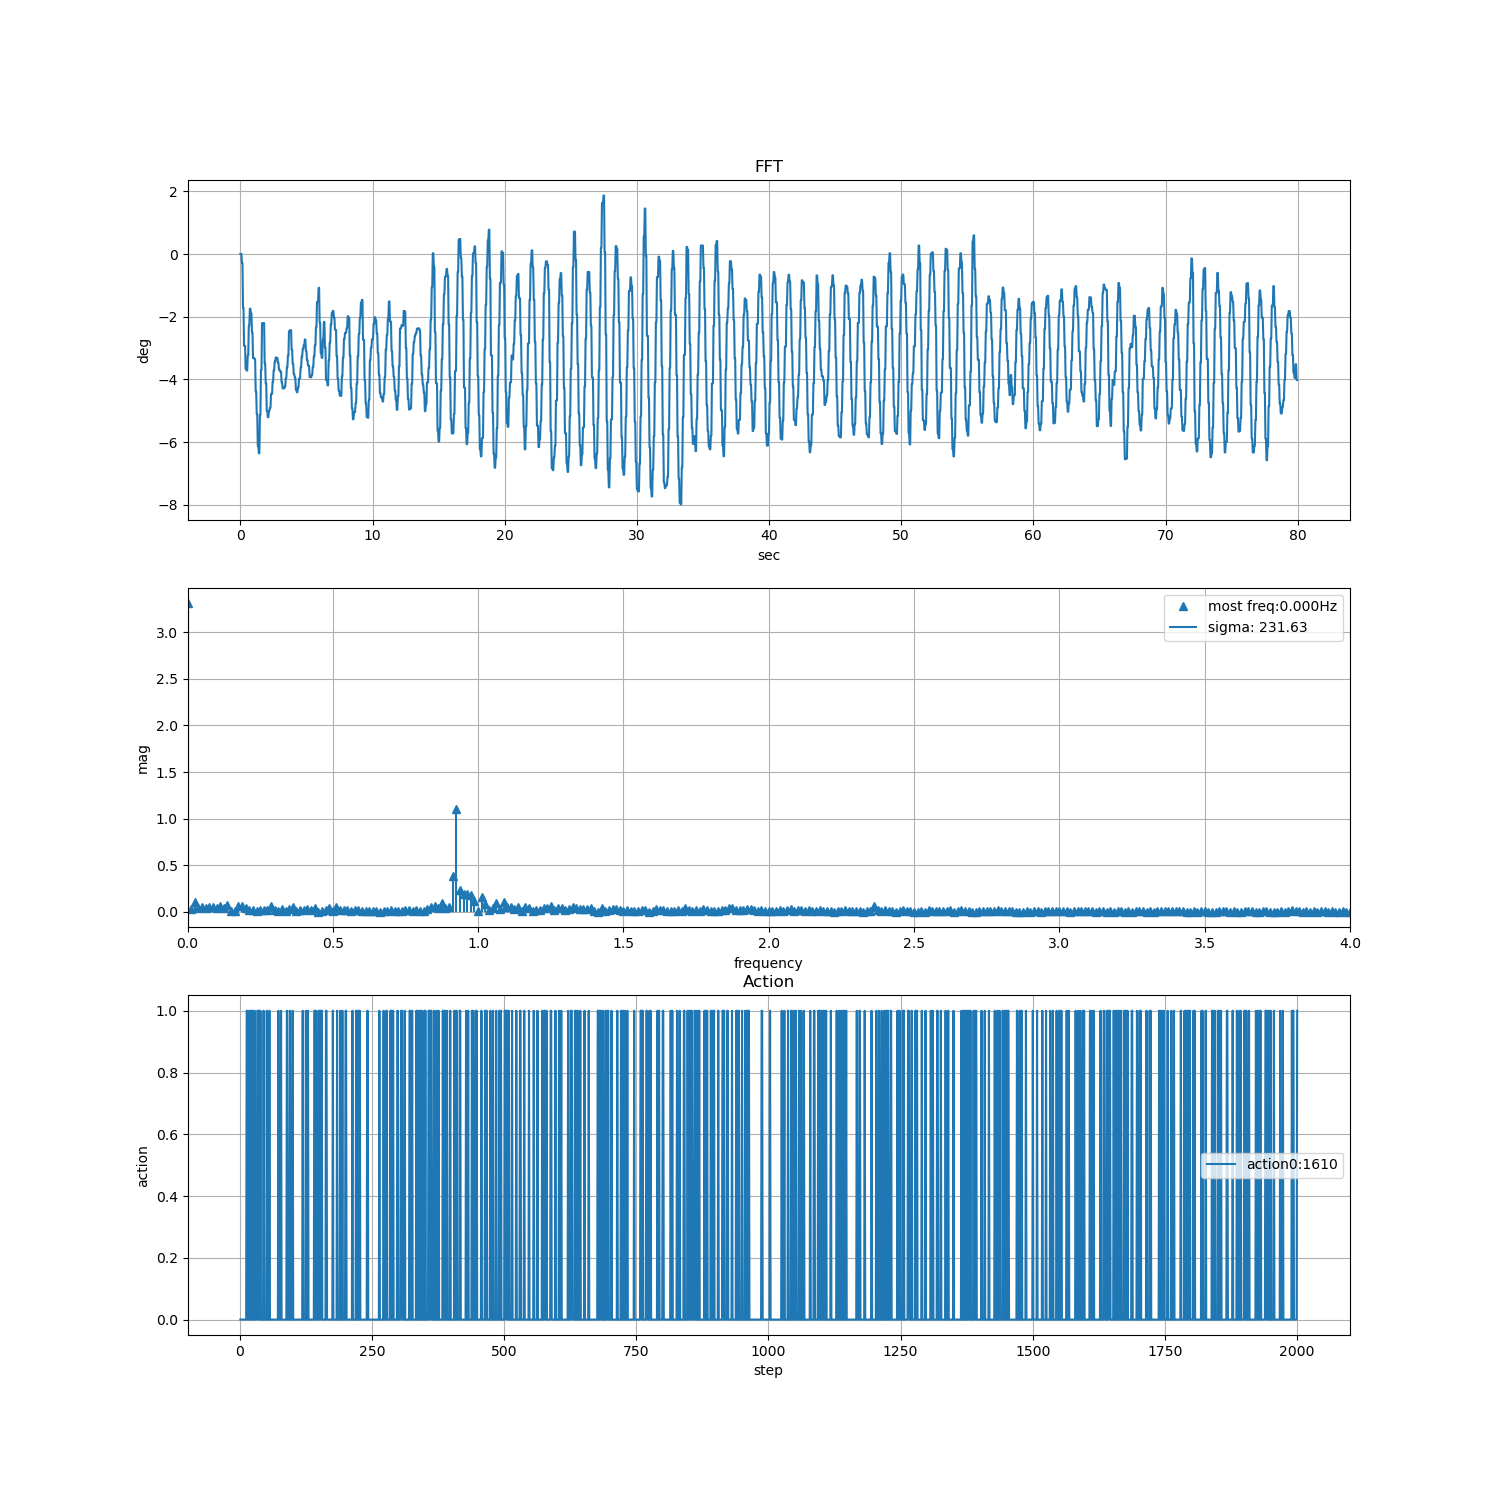 FFT
2
0
−2
−4
−6
−8
deg
0 10 20 30 40 50 60 70 80
sec
most freq:0.000Hz
sigma: 231.63
3.0
2.5
2.0
1.5
1.0
0.5
0.0
mag
0.0 0.5 1.0 1.5 2.0 2.5 3.0 3.5 4.0
frequency
Action
1.0
0.8
0.6
0.4
0.2
0.0
action
action0:1610
0 250 500 750 1000 1250 1500 1750 2000
step